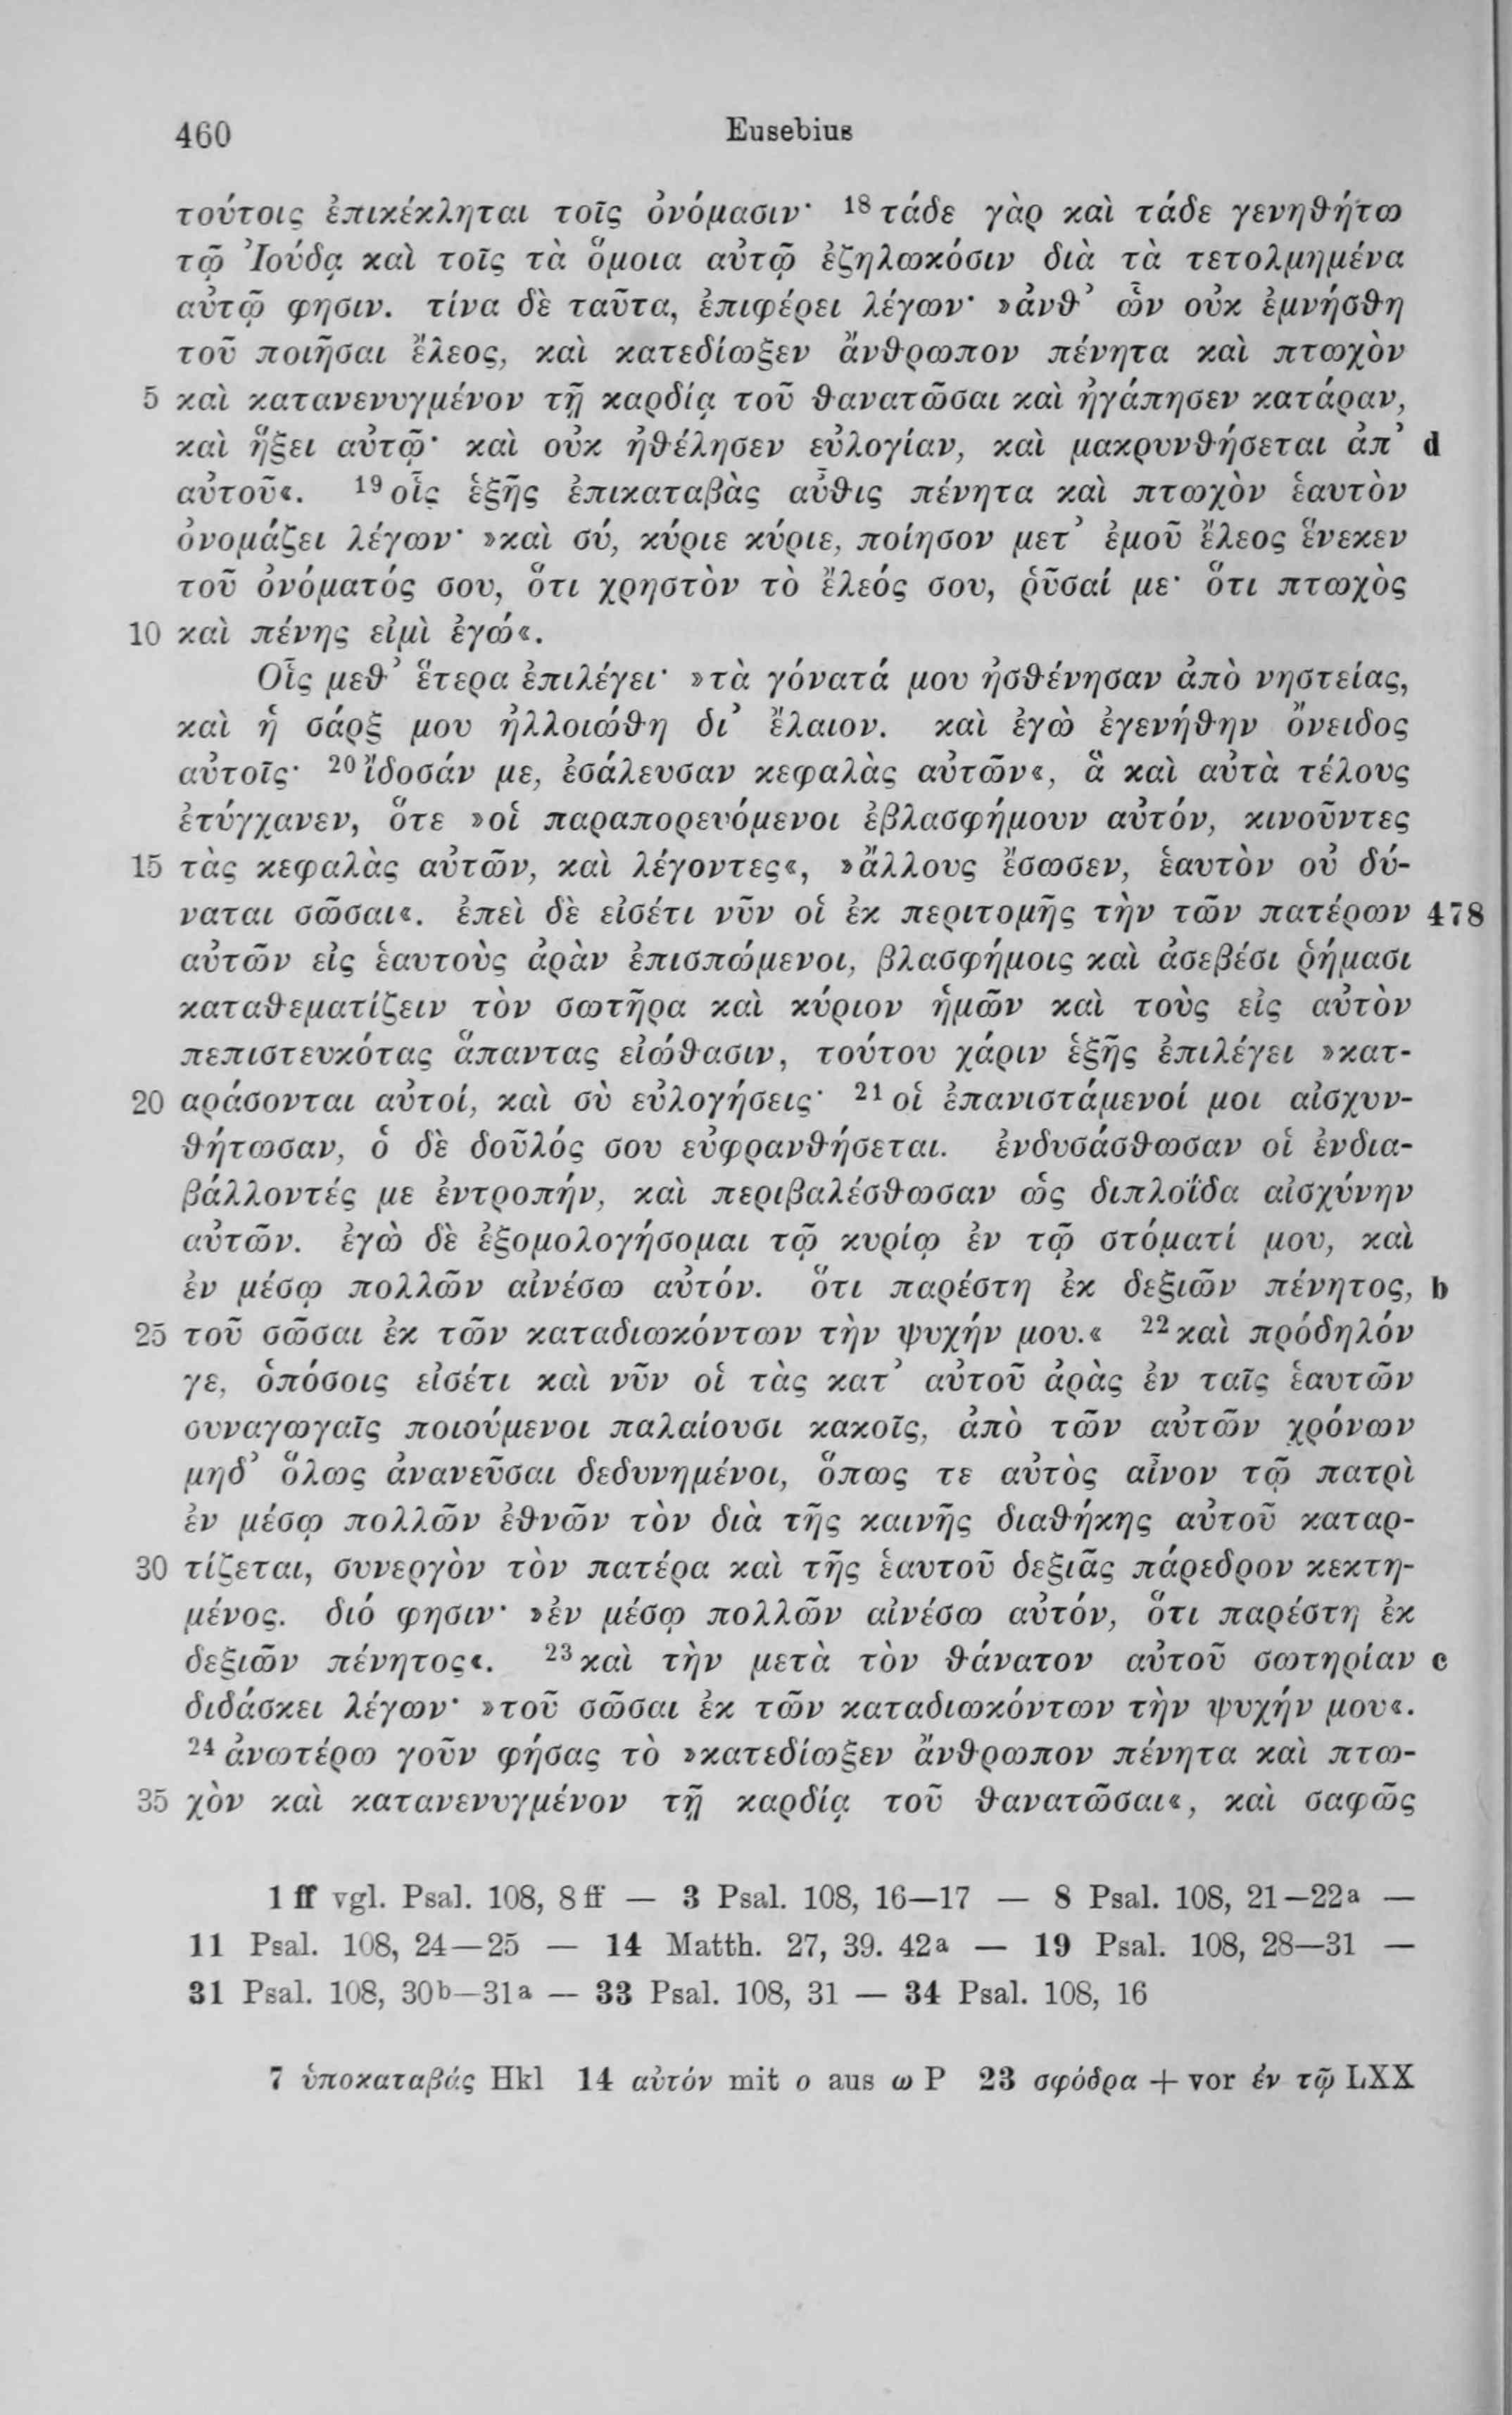 460 Eusebius
τούτοις ἐπικέκληται τοῖς ὀνόμασιν· 18 τάδε γὰρ καὶ τάδε γενηθήτω
τῷ Ἰούδᾳ καὶ τοῖς τὰ ὅμοια αὐτῷ ἐζηλωκόσιν διὰ τὰ τετολμημένα
αὐτῷ φησιν. τίνα δὲ ταῦτα, ἐπιφέρει λέγων· »ἀνθ’ ὧν οὐκ ἐμνήσθη
τοῦ ποιῆσαι ἔλεος, καὶ κατεδίωξεν ἄνθρωπον πένητα καὶ πτωχὸν
5 καὶ κατανενυγμένον τῇ καρδίᾳ τοῦ θανατῶσαι καὶ ἠγάπησεν κατάραν,
καὶ ἥξει αὐτῷ· καὶ οὐκ ἠθέλησεν εὐλογίαν, καὶ μακρυνθήσεται ἀπ’ d
αὐτοῦ«. 19 οἷς ἑξῆς ἐπικαταβὰς αὖθις πένητα καὶ πτωχὸν ἑαυτὸν
ὀνομάζει λέγων· »καὶ σύ, κύριε κύριε, ποίησον μετ’ ἐμοῦ ἔλεος ἕνεκεν
τοῦ ὀνόματός σου, ὅτι χρηστὸν τὸ ἔλεός σου, ῥῦσαί με· ὅτι πτωχὸς
10 καὶ πένης εἰμὶ ἐγώ«.
Οἷς μεθ’ ἕτερα ἐπιλέγει· »τὰ γόνατά μου ἠσθένησαν ἀπὸ νηστείας,
καὶ ἡ σάρξ μου ἠλλοιώθη δι’ ἔλαιον. καὶ ἐγὼ ἐγενήθην ὄνειδος
αὐτοῖς· 20 ἴδοσάν με, ἐσάλευσαν κεφαλὰς αὐτῶν«, ἃ καὶ αὐτὰ τέλους
ἐτύγχανεν, ὅτε »οἱ παραπορευόμενοι ἐβλασφήμουν αὐτόν, κινοῦντες
15 τὰς κεφαλὰς αὐτῶν, καὶ λέγοντες«, »ἄλλους ἔσωσεν, ἑαυτὸν οὐ δύ-
ναται σῶσαι«. ἐπεὶ δὲ εἰσέτι νῦν οἱ ἐκ περιτομῆς τὴν τῶν πατέρων 478
αὐτῶν εἰς ἑαυτοὺς ἀρὰν ἐπισπώμενοι, βλασφήμοις καὶ ἀσεβέσι ῥήμασι
καταθεματίζειν τὸν σωτῆρα καὶ κύριον ἡμῶν καὶ τοὺς εἰς αὐτὸν
πεπιστευκότας ἅπαντας εἰώθασιν, τούτου χάριν ἑξῆς ἐπιλέγει »κατ-
20 αράσονται αὐτοί, καὶ σὺ εὐλογήσεις· 21 οἱ ἐπανιστάμενοί μοι αἰσχυν-
θήτωσαν, ὁ δὲ δοῦλός σου εὐφρανθήσεται. ἐνδυσάσθωσαν οἱ ἐνδια-
βάλλοντές με ἐντροπήν, καὶ περιβαλέσθωσαν ὡς διπλοΐδα αἰσχύνην
αὐτῶν. ἐγὼ δὲ ἐξομολογήσομαι τῷ κυρίῳ ἐν τῷ στόματί μου, καὶ
ἐν μέσῳ πολλῶν αἰνέσω αὐτόν. ὅτι παρέστη ἐκ δεξιῶν πένητος, b
25 τοῦ σῶσαι ἐκ τῶν καταδιωκόντων τὴν ψυχήν μου.« 22 καὶ πρόδηλόν
γε, ὁπόσοις εἰσέτι καὶ νῦν οἱ τὰς κατ’ αὐτοῦ ἀρὰς ἐν ταῖς ἑαυτῶν
συναγωγαῖς ποιούμενοι παλαίουσι κακοῖς, ἀπὸ τῶν αὐτῶν χρόνων
μηδ’ ὅλως ἀνανεῦσαι δεδυνημένοι, ὅπως τε αὐτὸς αἶνον τῷ πατρὶ
ἐν μέσῳ πολλῶν ἐθνῶν τὸν διὰ τῆς καινῆς διαθήκης αὐτοῦ καταρ-
30 τίζεται, συνεργὸν τὸν πατέρα καὶ τῆς ἑαυτοῦ δεξιᾶς πάρεδρον κεκτη-
μένος. διό φησιν· »ἐν μέσῳ πολλῶν αἰνέσω αὐτόν, ὅτι παρέστη ἐκ
δεξιῶν πένητος«. 23 καὶ τὴν μετὰ τὸν θάνατον αὐτοῦ σωτηρίαν c
διδάσκει λέγων· »τοῦ σῶσαι ἐκ τῶν καταδιωκόντων τὴν ψυχήν μου«.
24 ἀνωτέρω γοῦν φήσας τὸ »κατεδίωξεν ἄνθρωπον πένητα καὶ πτω-
35 χὸν καὶ κατανενυγμένον τῇ καρδίᾳ τοῦ θανατῶσαι«, καὶ σαφῶς
1 ff vgl. Psal. 108, 8 ff — 3 Psal. 108, 16—17 — 8 Psal. 108, 21—22a —
11 Psal. 108, 24—25 — 14 Matth. 27, 39. 42a — 19 Psal. 108, 28—31 —
31 Psal. 108, 30b—31a — 33 Psal. 108, 31 — 34 Psal. 108, 16
7 ὑποκαταβάς Hkl 14 αὐτόν mit ο aus ω P 23 σφόδρα + vor ἐν τῷ LXX